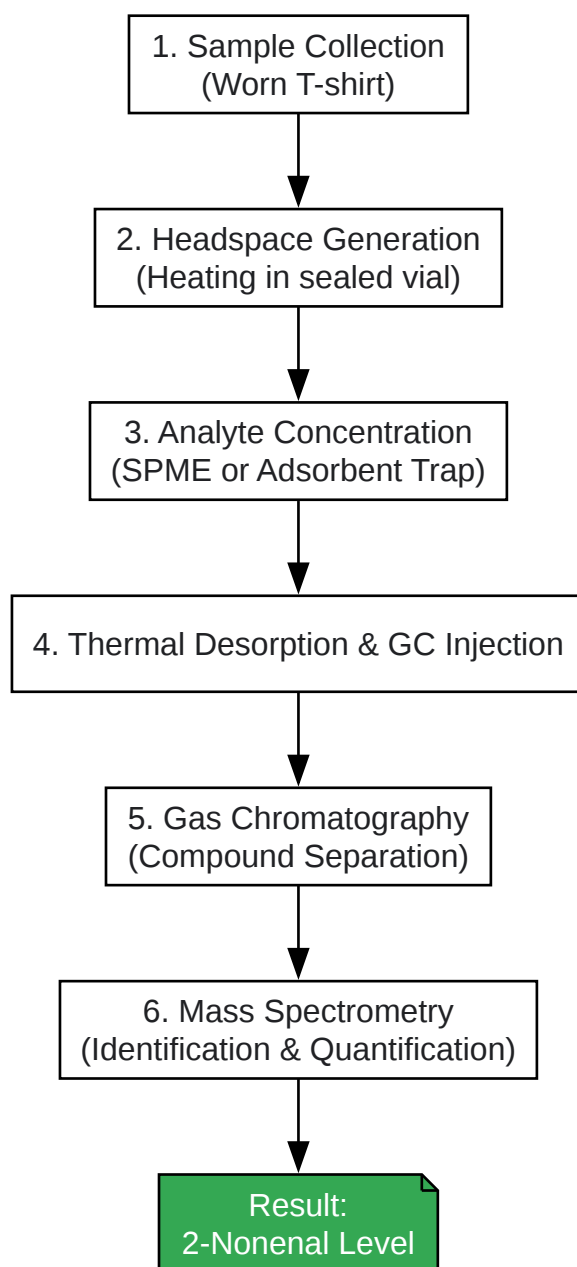 1. Sample Collection
(Worn T-shirt)
2. Headspace Generation
(Heating in sealed vial)
3. Analyte Concentration
(SPME or Adsorbent Trap)
4. Thermal Desorption & GC Injection
5. Gas Chromatography
(Compound Separation)
6. Mass Spectrometry
(Identification & Quantification)
Result:
2-Nonenal Level